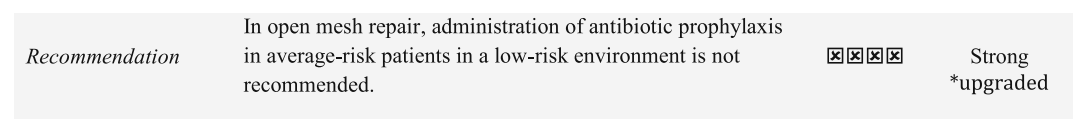 In open mesh repair, administration of antibiotic prophylaxis
Recommendation in average-risk patients in a low-risk environment is not ☒☒☒☒ Strong
recommended. *upgraded